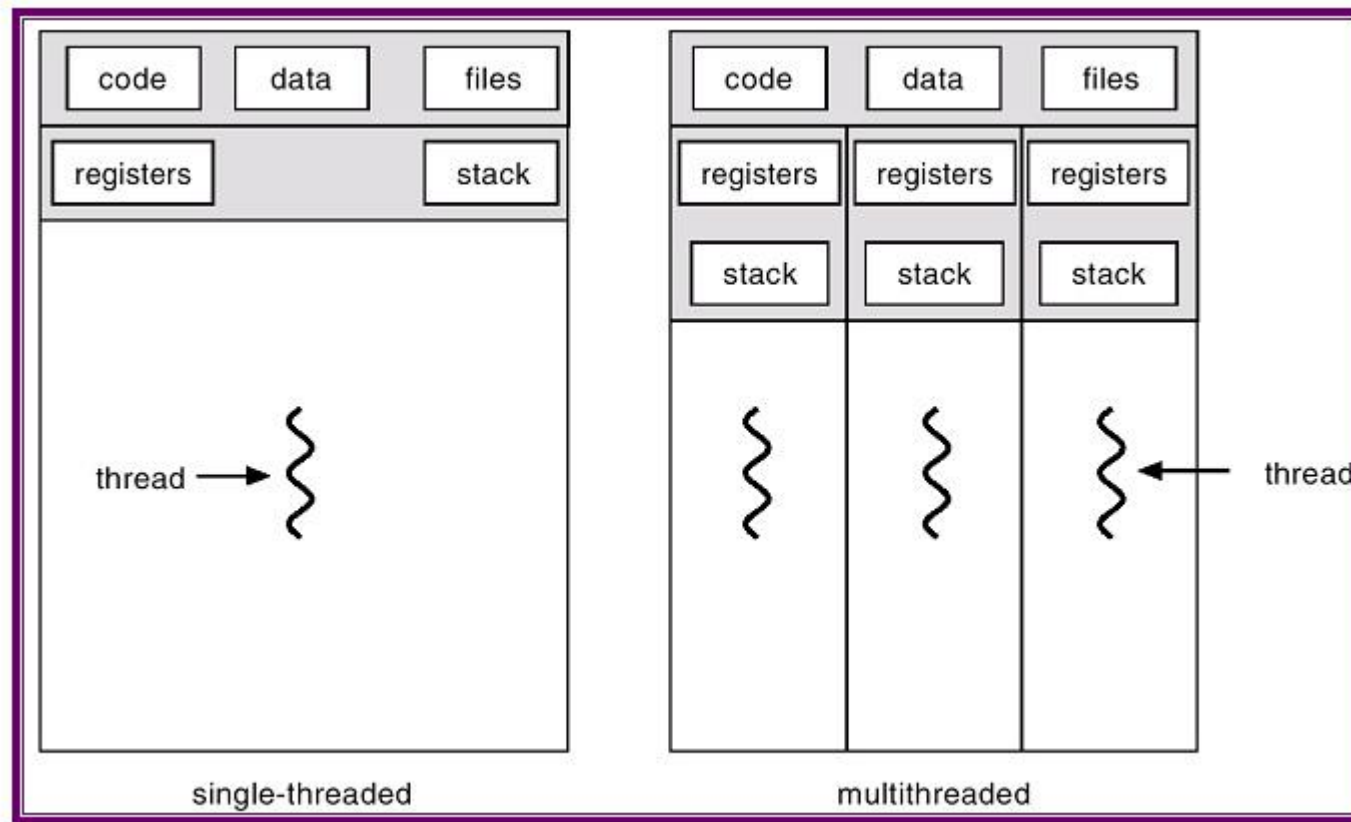 code data files
registers stack
thread
single-threaded
code data files
registers registers registers
stack stack stack
thread
multithreaded